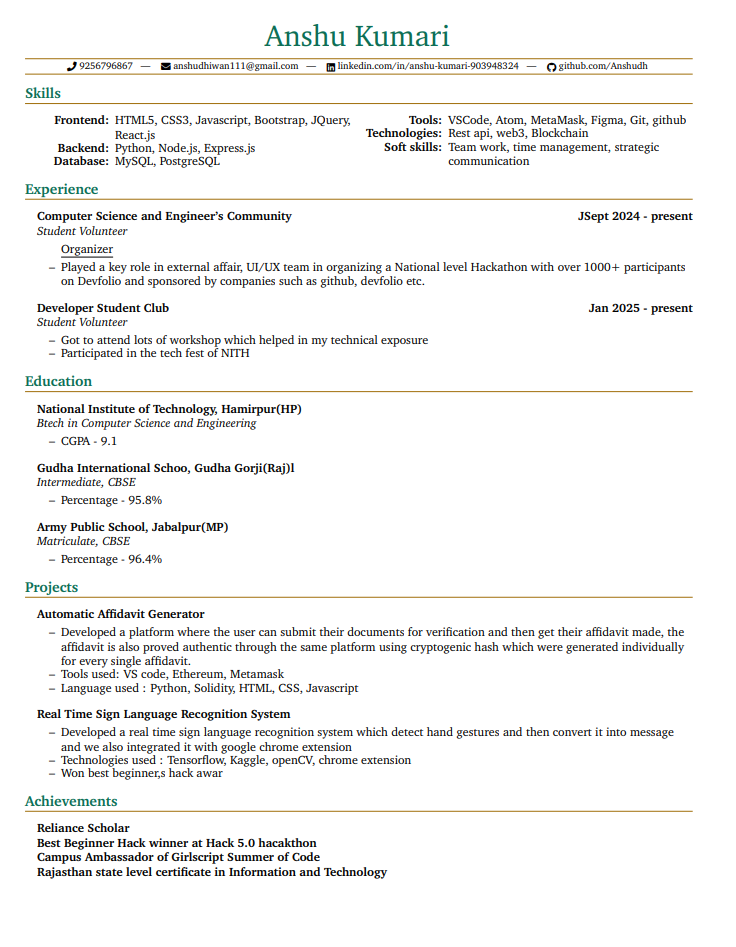 Anshu Kumari
9256796867 — anshudhiwan111@gmail.com — linkedin.com/in/anshu-kumari-903948324 — github.com/Anshudh
Skills
Frontend: HTML5, CSS3, Javascript, Bootstrap, JQuery,
React.js
Backend: Python, Node.js, Express.js
Database: MySQL, PostgreSQL
Tools: VSCode, Atom, MetaMask, Figma, Git, github
Technologies: Rest api, web3, Blockchain
Soft skills: Team work, time management, strategic
communication
Experience
Computer Science and Engineer's Community JSept 2024 - present
Student Volunteer
Organizer
– Played a key role in external affair, UI/UX team in organizing a National level Hackathon with over 1000+ participants
on Devfolio and sponsored by companies such as github, devfolio etc.
Developer Student Club Jan 2025 - present
Student Volunteer
– Got to attend lots of workshop which helped in my technical exposure
– Participated in the tech fest of NITH
Education
National Institute of Technology, Hamirpur(HP)
Btech in Computer Science and Engineering
– CGPA - 9.1
Gudha International Schoo, Gudha Gorji(Raj)l
Intermediate, CBSE
– Percentage - 95.8%
Army Public School, Jabalpur(MP)
Matriculate, CBSE
– Percentage - 96.4%
Projects
Automatic Affidavit Generator
– Developed a platform where the user can submit their documents for verification and then get their affidavit made, the
affidavit is also proved authentic through the same platform using cryptogenic hash which were generated individually
for every single affidavit.
– Tools used: VS code, Ethereum, Metamask
– Language used : Python, Solidity, HTML, CSS, Javascript
Real Time Sign Language Recognition System
– Developed a real time sign language recognition system which detect hand gestures and then convert it into message
and we also integrated it with google chrome extension
– Technologies used : Tensorflow, Kaggle, openCV, chrome extension
– Won best beginner,s hack awar
Achievements
Reliance Scholar
Best Beginner Hack winner at Hack 5.0 hacakthon
Campus Ambassador of Girlscript Summer of Code
Rajasthan state level certificate in Information and Technology